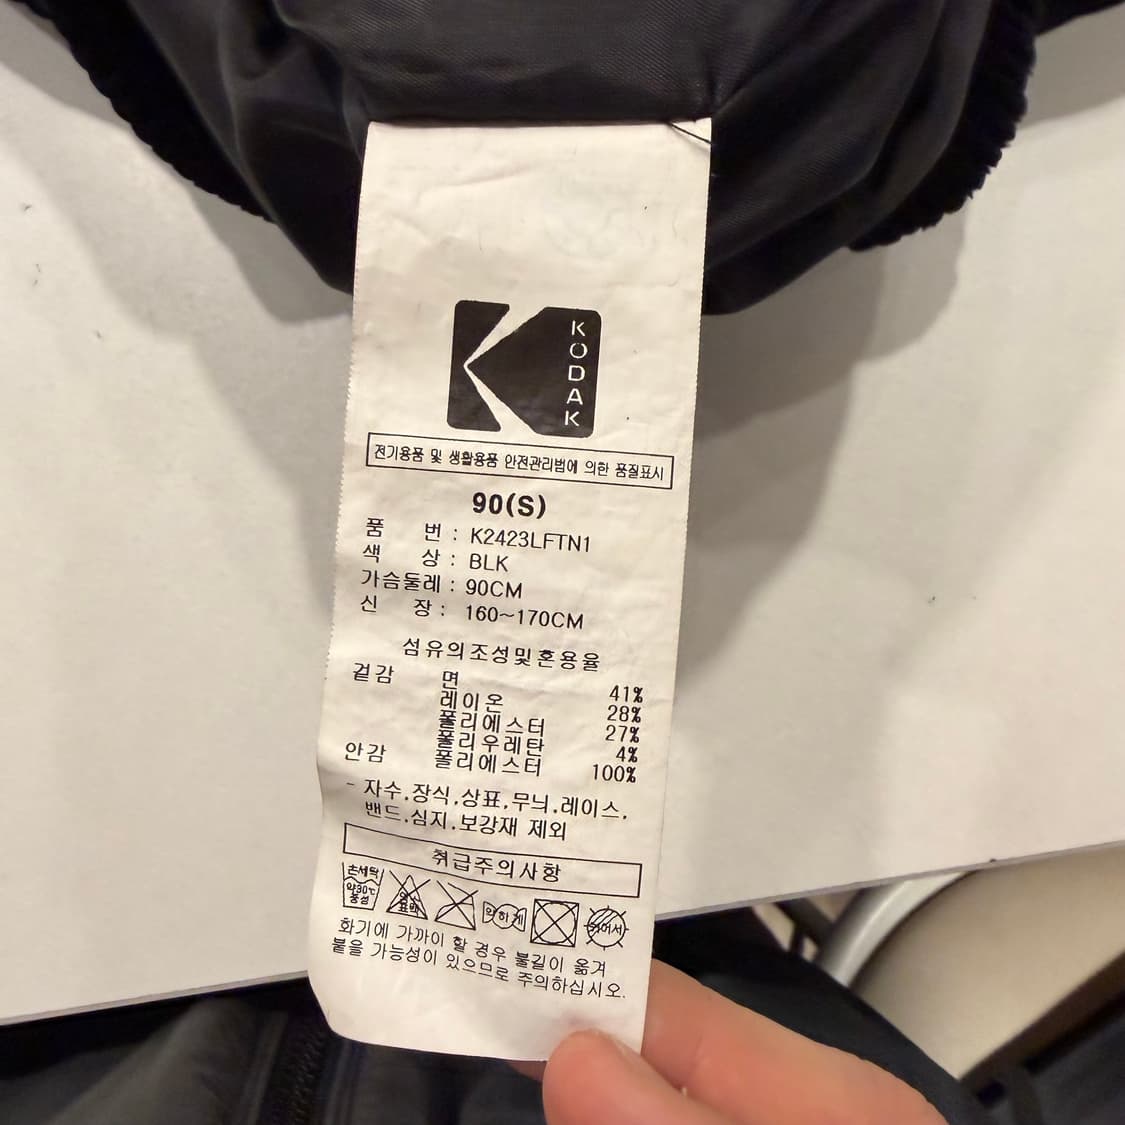 KODAK
전기용품 및 생활용품 안전관리법에 의한 품질표시
90(S)
품 번 : K2423LFTN1
색 상 : BLK
가슴둘레 : 90CM
신 장 : 160~170CM
섬유의조성및혼용율
겉감 면 41%
레이온 28%
폴리에스터 27%
폴리우레탄 4%
안감 폴리에스터 100%
- 자수.장식.상표.무늬.레이스.
밴드.심지.보강재 제외
취급주의사항
손세탁
약30℃
중성
염소
표백
약하게
화기에 가까이 할 경우 불길이 옮겨
붙을 가능성이 있으므로 주의하십시오.